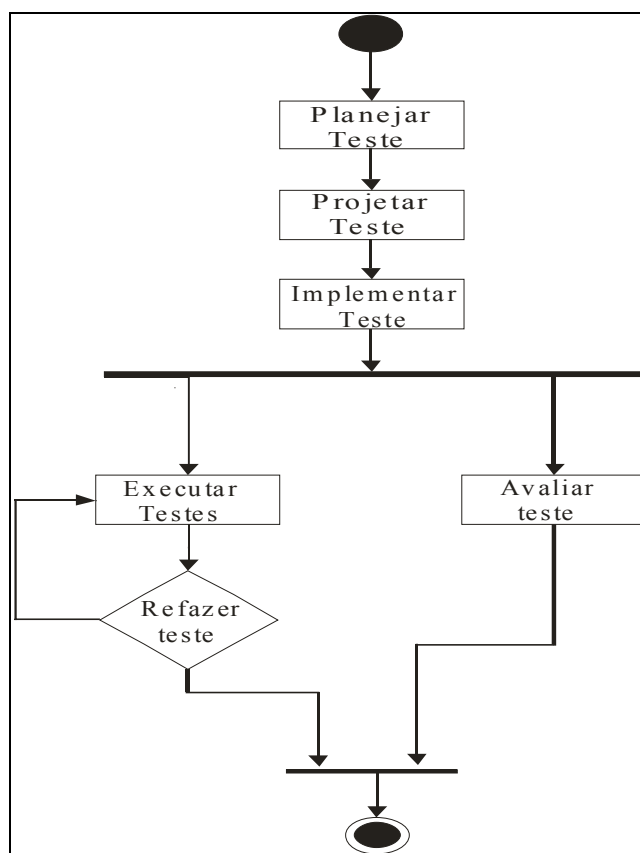 Planejar
Teste
Projetar
Teste
Implementar
Teste
Executar
Testes
Avaliar
teste
Refazer
teste